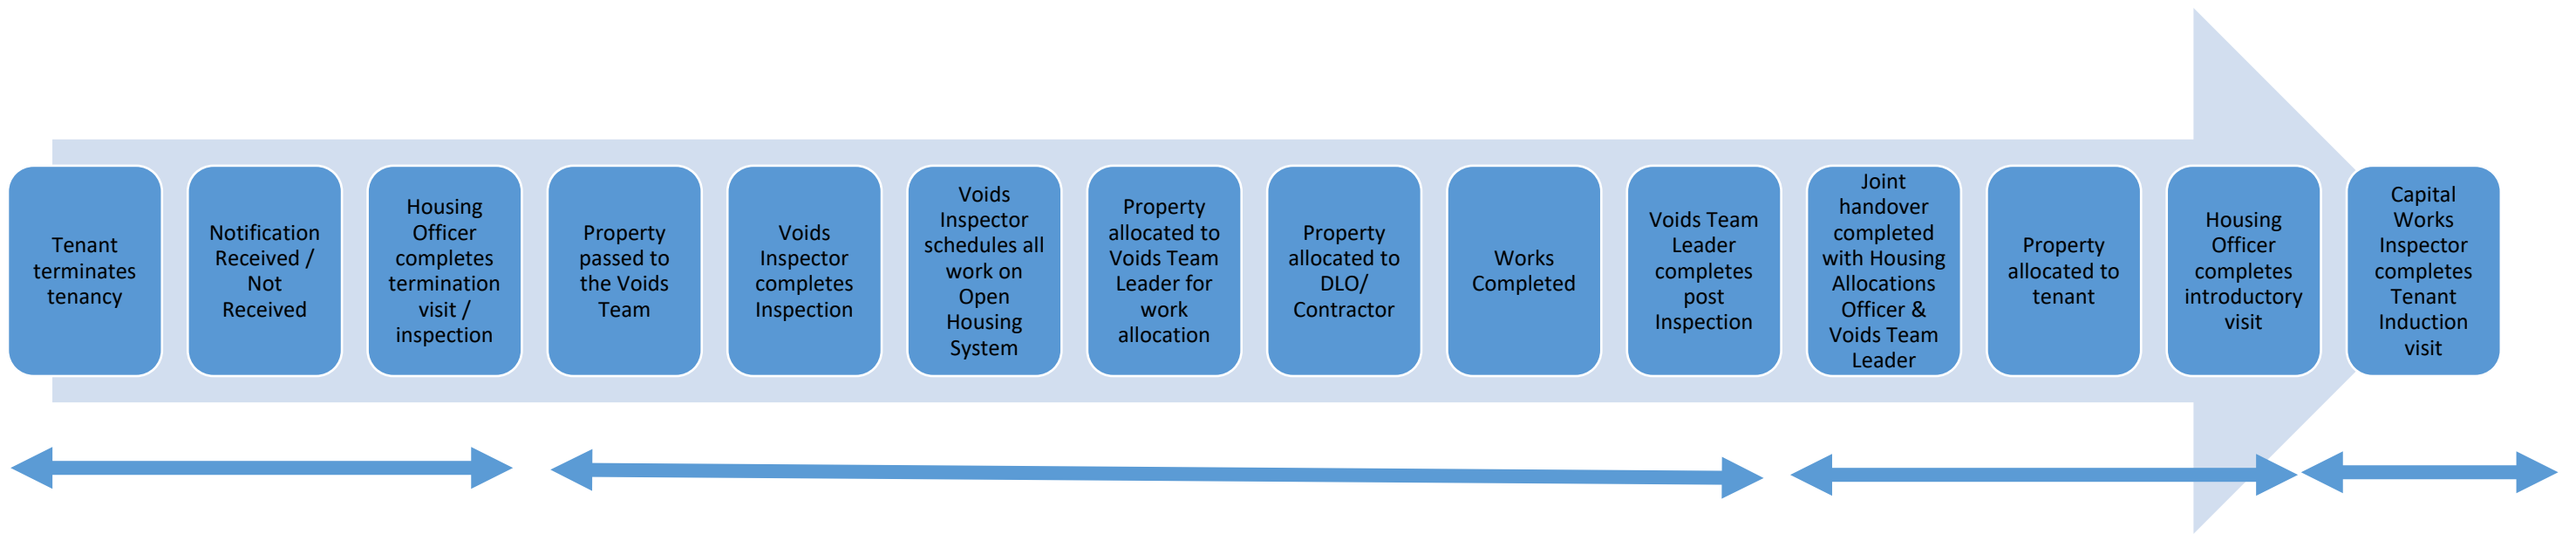 Tenant
terminates
tenancy
Notification
Received /
Not
Received
Housing
Officer
completes
termination
visit /
inspection
Property
passed to
the Voids
Team
Voids
Inspector
completes
Inspection
Voids
Inspector
schedules all
work on
Open
Housing
System
Property
allocated to
Voids Team
Leader for
work
allocation
Property
allocated to
DLO/
Contractor
Works
Completed
Voids Team
Leader
completes
post
Inspection
Joint
handover
completed
with Housing
Allocations
Officer &
Voids Team
Leader
Property
allocated to
tenant
Housing
Officer
completes
introductory
visit
Capital
Works
Inspector
completes
Tenant
Induction
visit